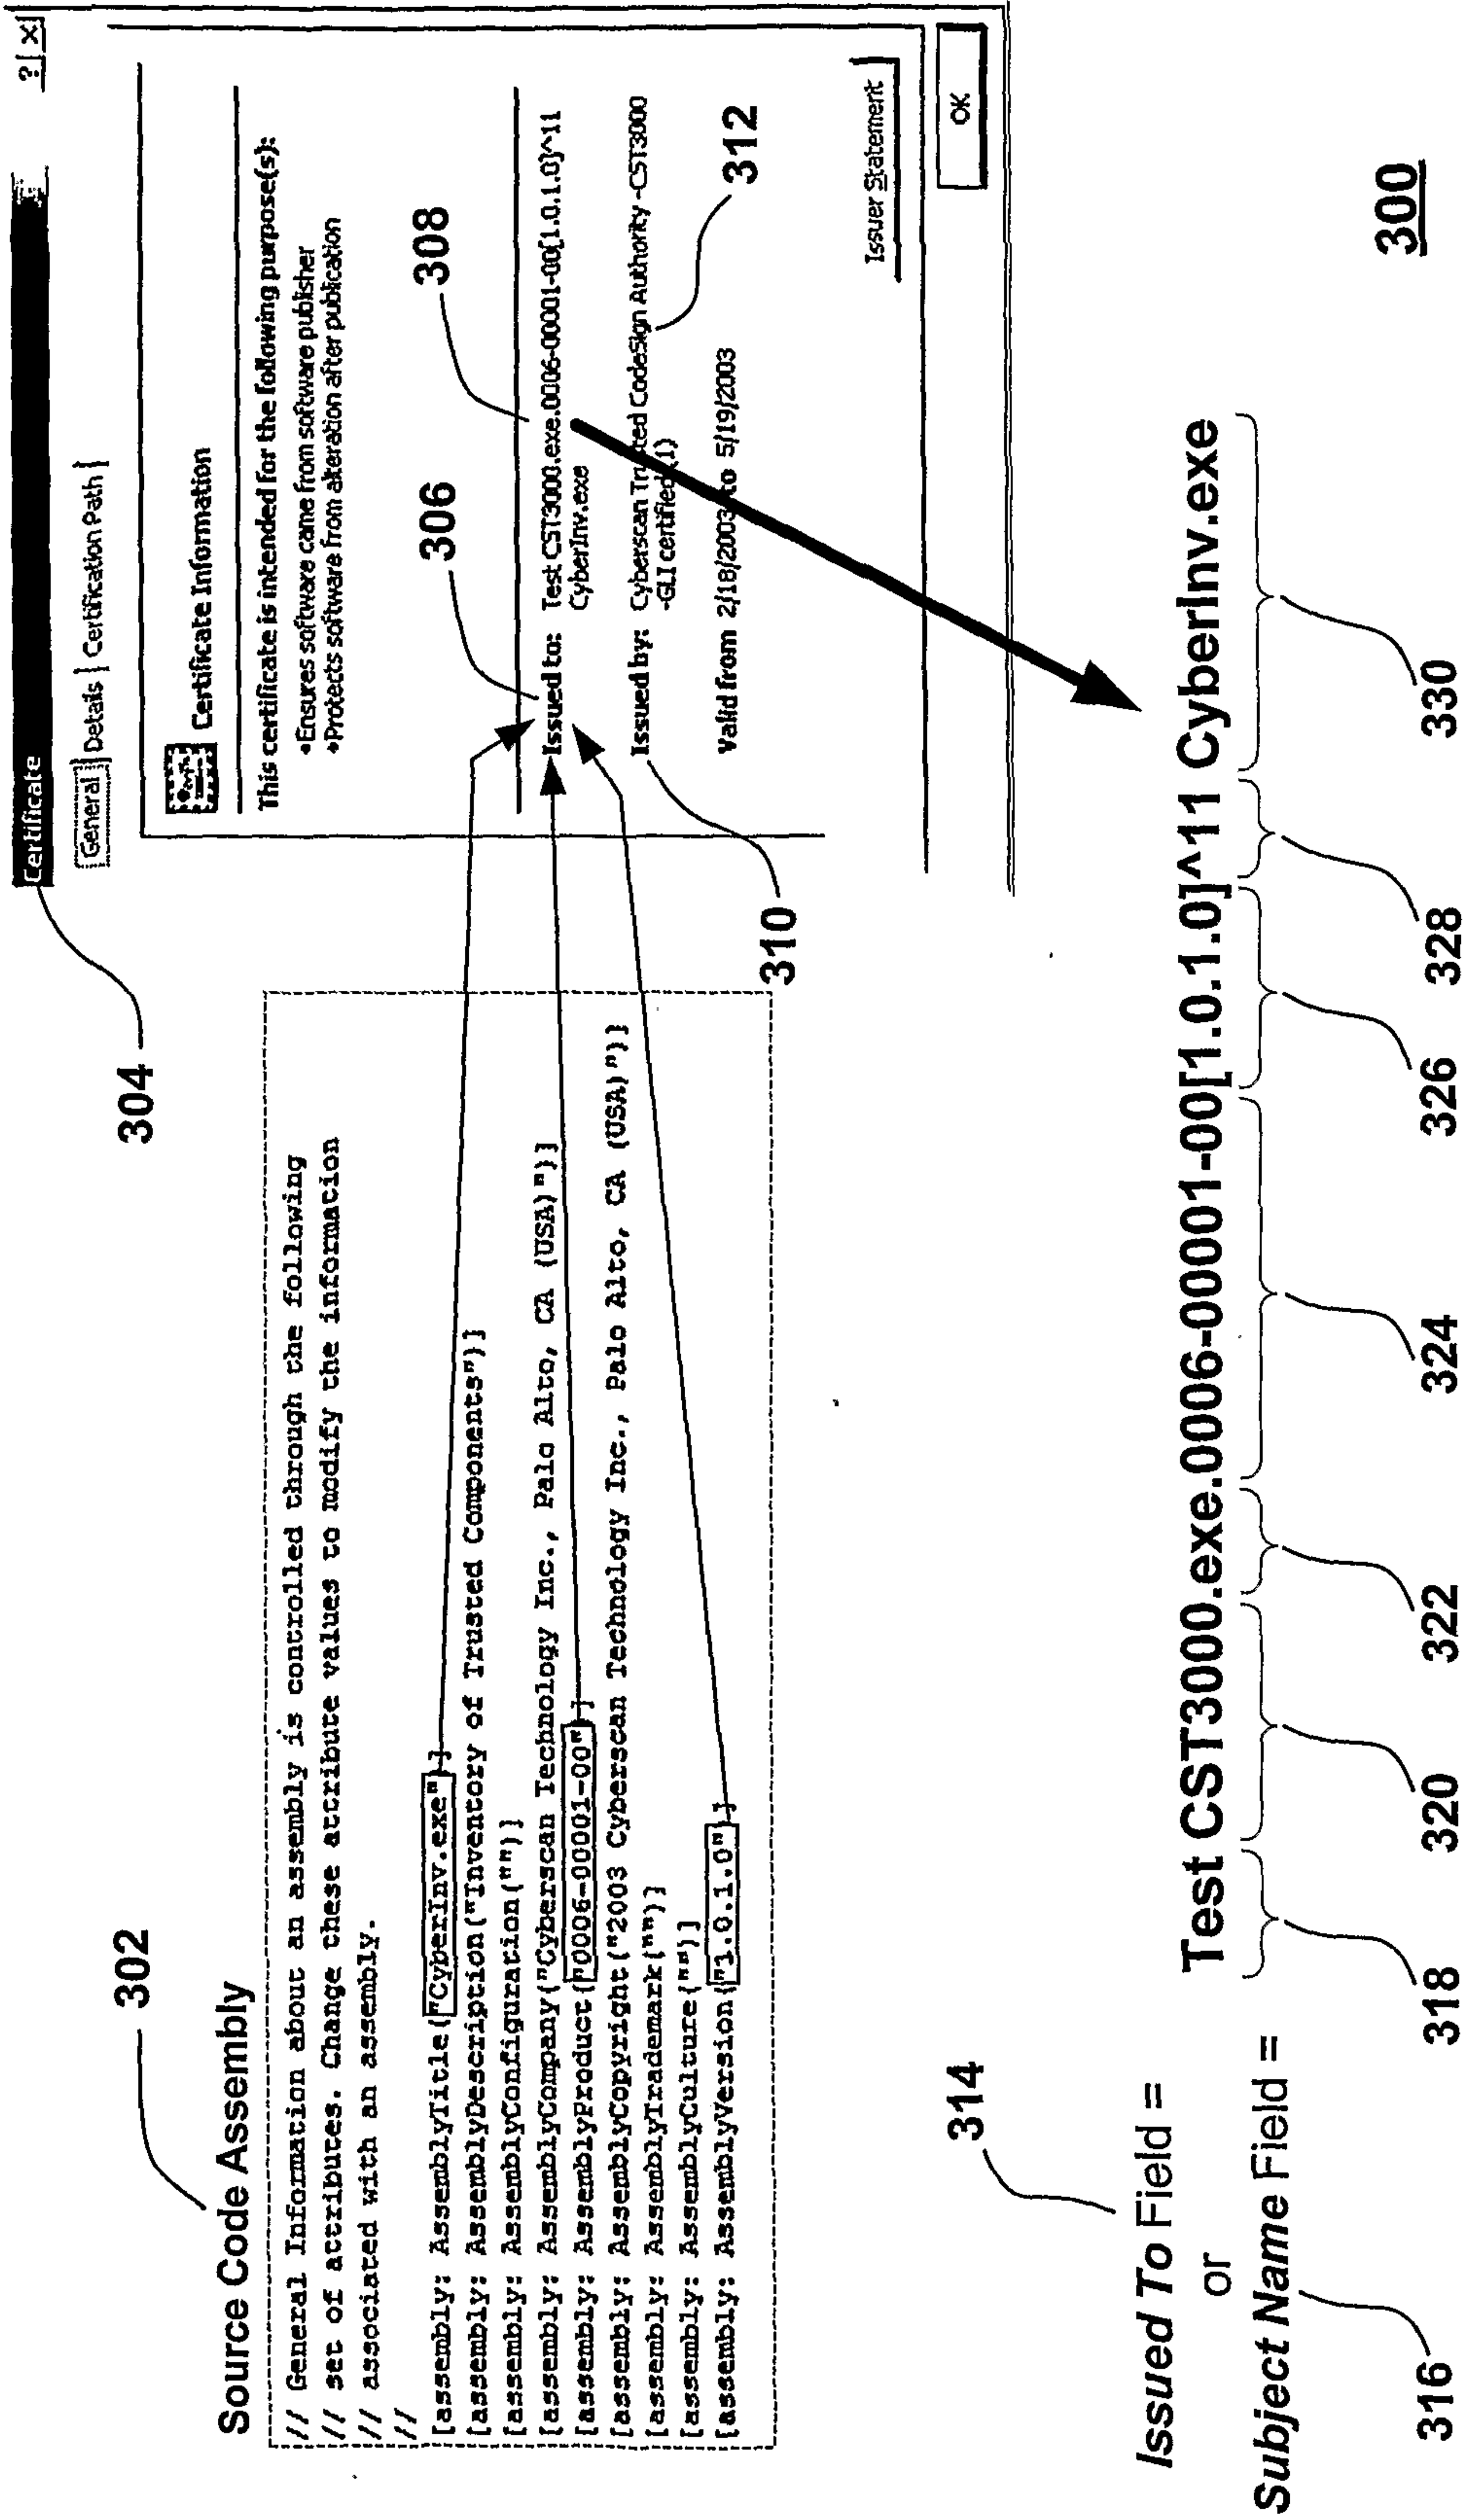 302
Source Code Assembly
// General Information about an assembly is controlled through the following
// set of attributes. Change these attribute values to modify the information
// associated with an assembly.
//
[assembly: AssemblyTitle("CyberInv.exe")]
[assembly: AssemblyDescription("Inventory of Trusted Components")]
[assembly: AssemblyConfiguration("")]
[assembly: AssemblyCompany("Cyberscan Technology Inc., Palo Alto, CA (USA)")]
[assembly: AssemblyProduct("0006-00001-00")]
[assembly: AssemblyCopyright("2003 Cyberscan Technology Inc., Palo Alto, CA (USA)")]
[assembly: AssemblyTrademark("")]
[assembly: AssemblyCulture("")]
[assembly: AssemblyVersion("1.0.1.0")]
304
Certificate ? X
General Details Certification Path
Certificate Information
This certificate is intended for the following purpose(s):
•Ensures software came from software publisher
•Protects software from alteration after publication
306
308
Issued to: Test CST3000.exe.0006-00001-00[1.0.1.0]^11
CyberInv.exe
Issued by: Cyberscan Trusted CodeSign Authority -CST3000
-GLI certified (1)
Valid from 2/18/2003 to 5/19/2003
310
312
Issuer Statement
OK
314
Issued To Field =
or
Subject Name Field =
316
Test CST3000.exe.0006-00001-00[1.0.1.0]^11 CyberInv.exe
318
320
322
324
326
328
330
300